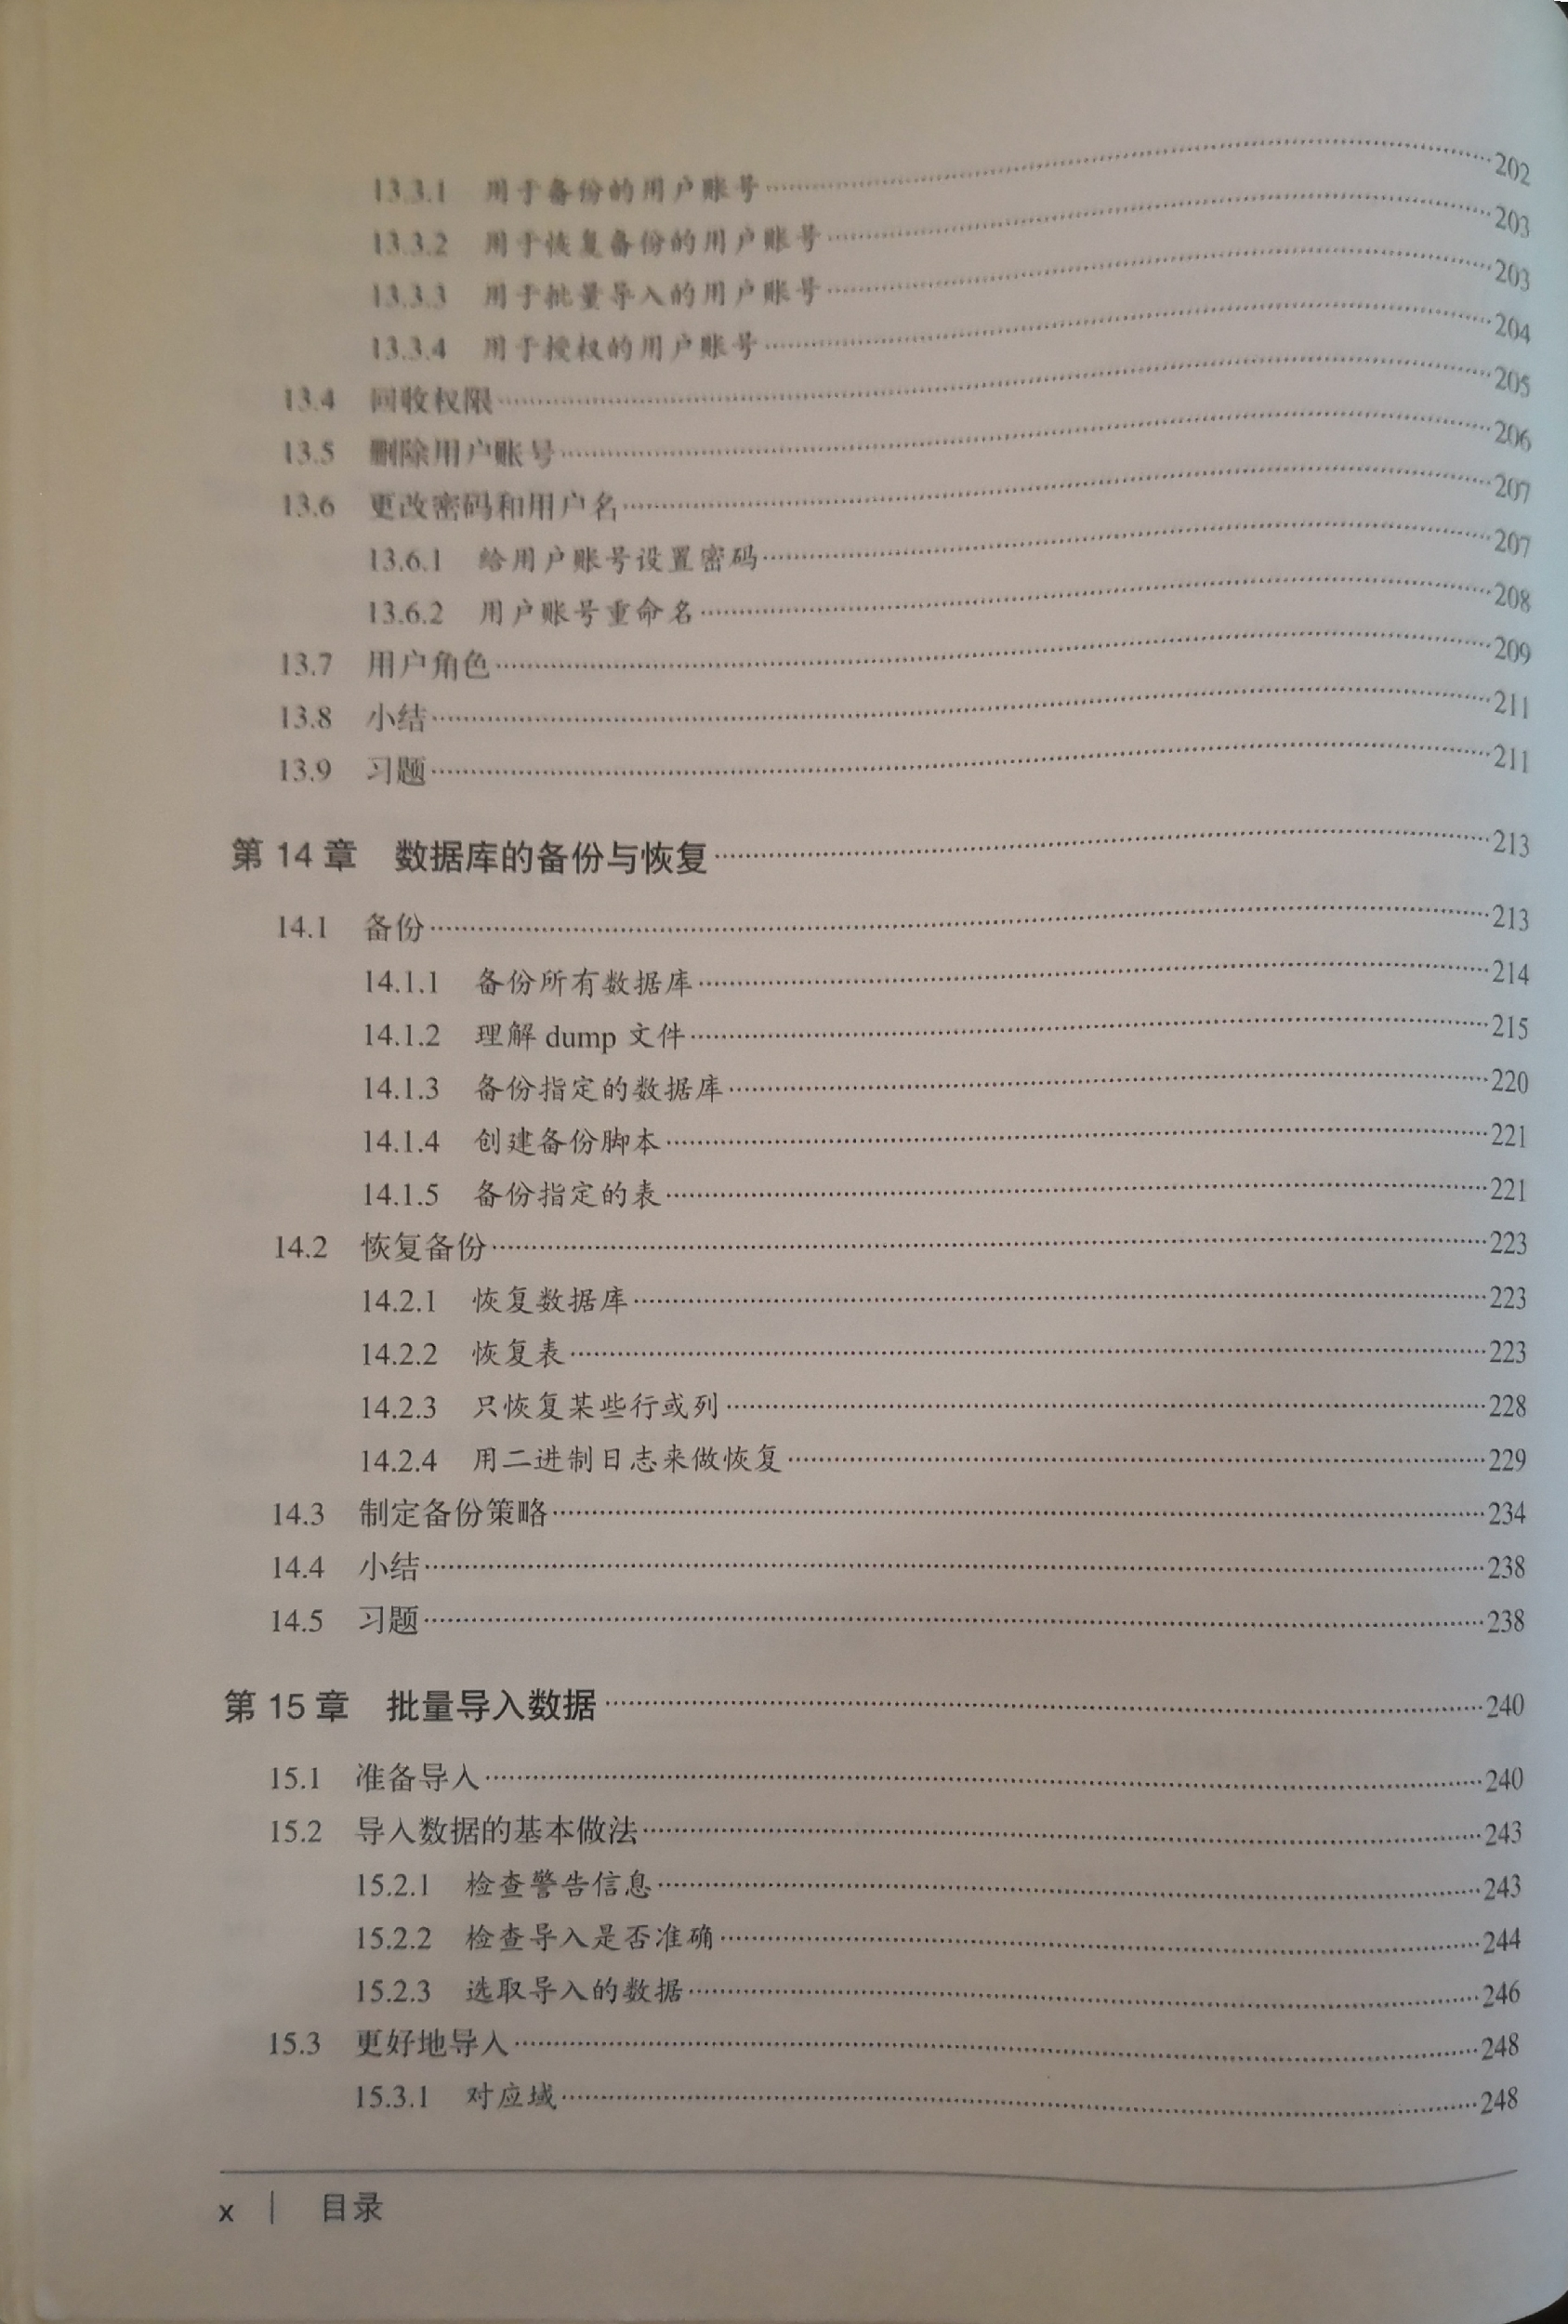 13.3.1 用于备份的用户账号 202
13.3.2 用于恢复备份的用户账号 203
13.3.3 用于批量导入的用户账号 203
13.3.4 用于授权的用户账号 204
13.4 回收权限 205
13.5 删除用户账号 206
13.6 更改密码和用户名 207
13.6.1 给用户账号设置密码 207
13.6.2 用户账号重命名 208
13.7 用户角色 209
13.8 小结 211
13.9 习题 211
第 14 章 数据库的备份与恢复 213
14.1 备份 213
14.1.1 备份所有数据库 214
14.1.2 理解 dump 文件 215
14.1.3 备份指定的数据库 220
14.1.4 创建备份脚本 221
14.1.5 备份指定的表 221
14.2 恢复备份 223
14.2.1 恢复数据库 223
14.2.2 恢复表 223
14.2.3 只恢复某些行或列 228
14.2.4 用二进制日志来做恢复 229
14.3 制定备份策略 234
14.4 小结 238
14.5 习题 238
第 15 章 批量导入数据 240
15.1 准备导入 240
15.2 导入数据的基本做法 243
15.2.1 检查警告信息 243
15.2.2 检查导入是否准确 244
15.2.3 选取导入的数据 246
15.3 更好地导入 248
15.3.1 对应域 248
x | 目录